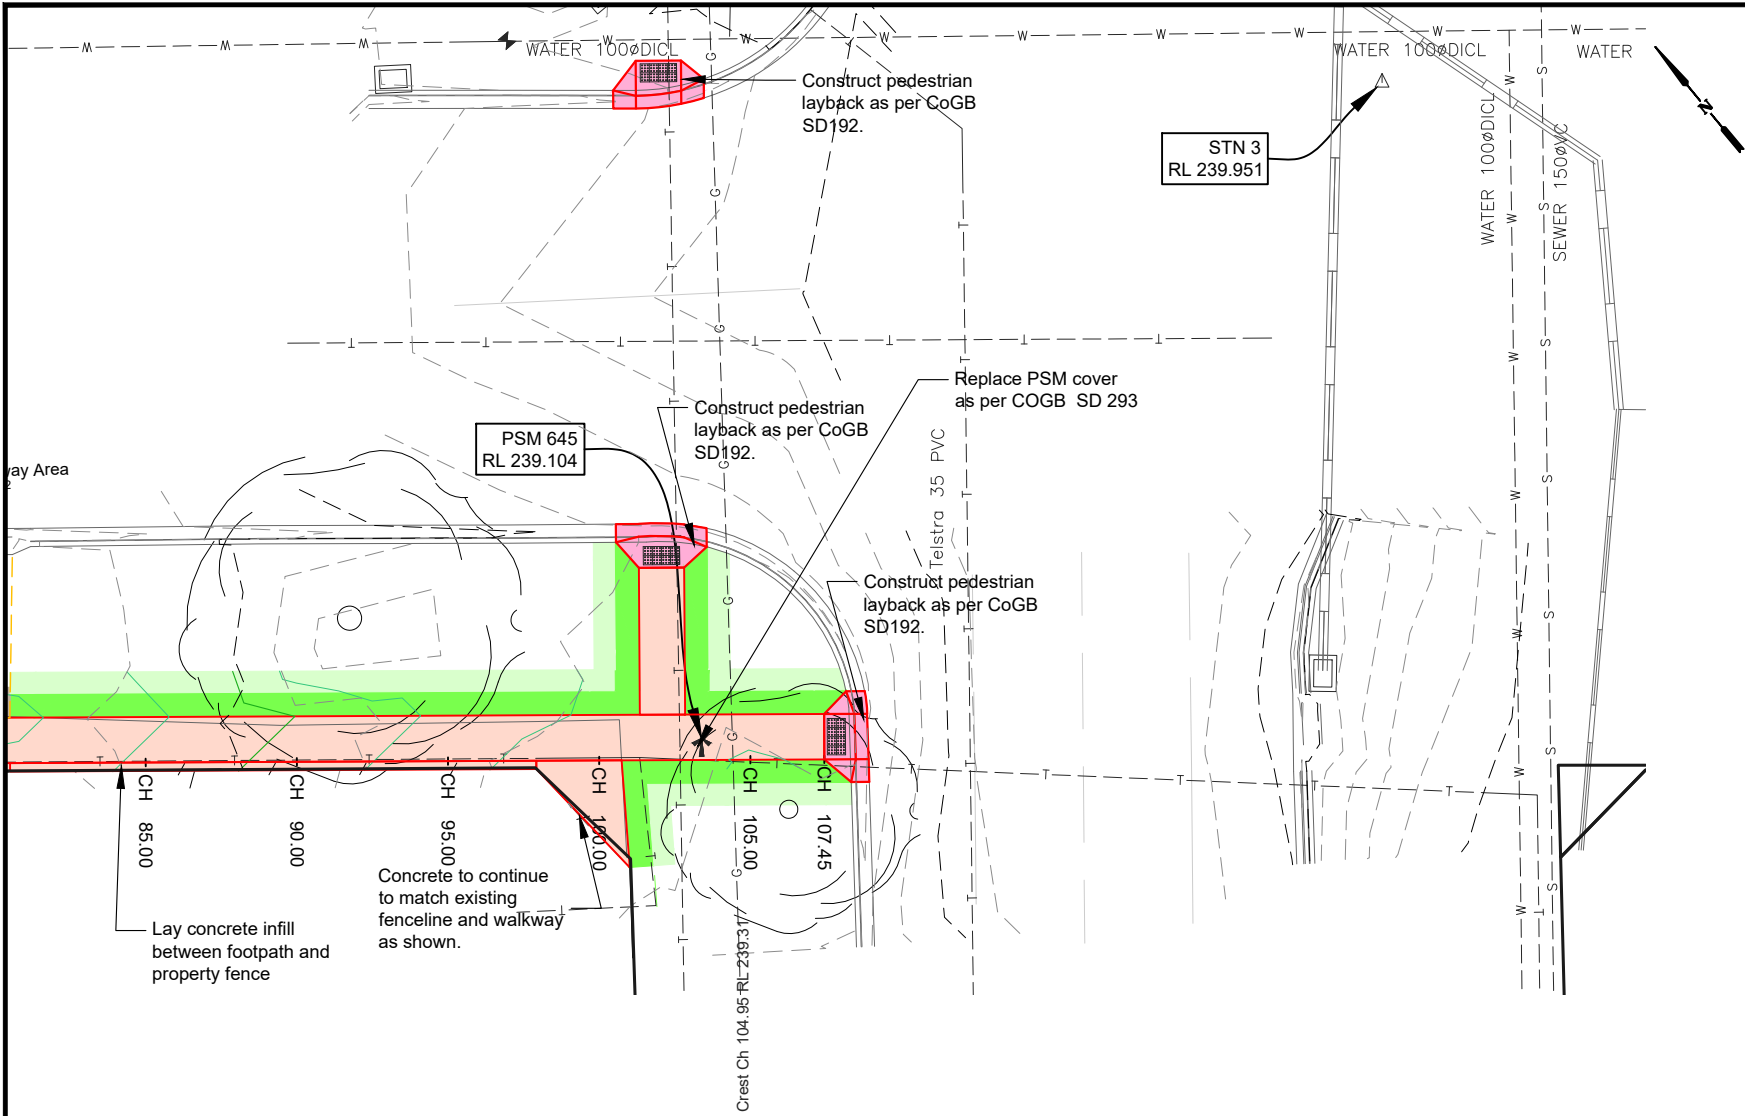 WATER 100øDICL
WATER 100øDICL
WATER
Construct pedestrian
layback as per CoGB
SD192.
N
STN 3
RL 239.951
WATER 100øDICL
SEWER 150øVC
Replace PSM cover
as per COGB SD 293
Construct pedestrian
layback as per CoGB
SD192.
PSM 645
RL 239.104
way Area
Telstra 35 PVC
Construct pedestrian
layback as per CoGB
SD192.
CH 85.00
CH 90.00
CH 95.00
CH 100.00
CH 105.00
CH 107.45
Concrete to continue
to match existing
fenceline and walkway
as shown.
Lay concrete infill
between footpath and
property fence
Crest Ch 104.95 RL 239.31